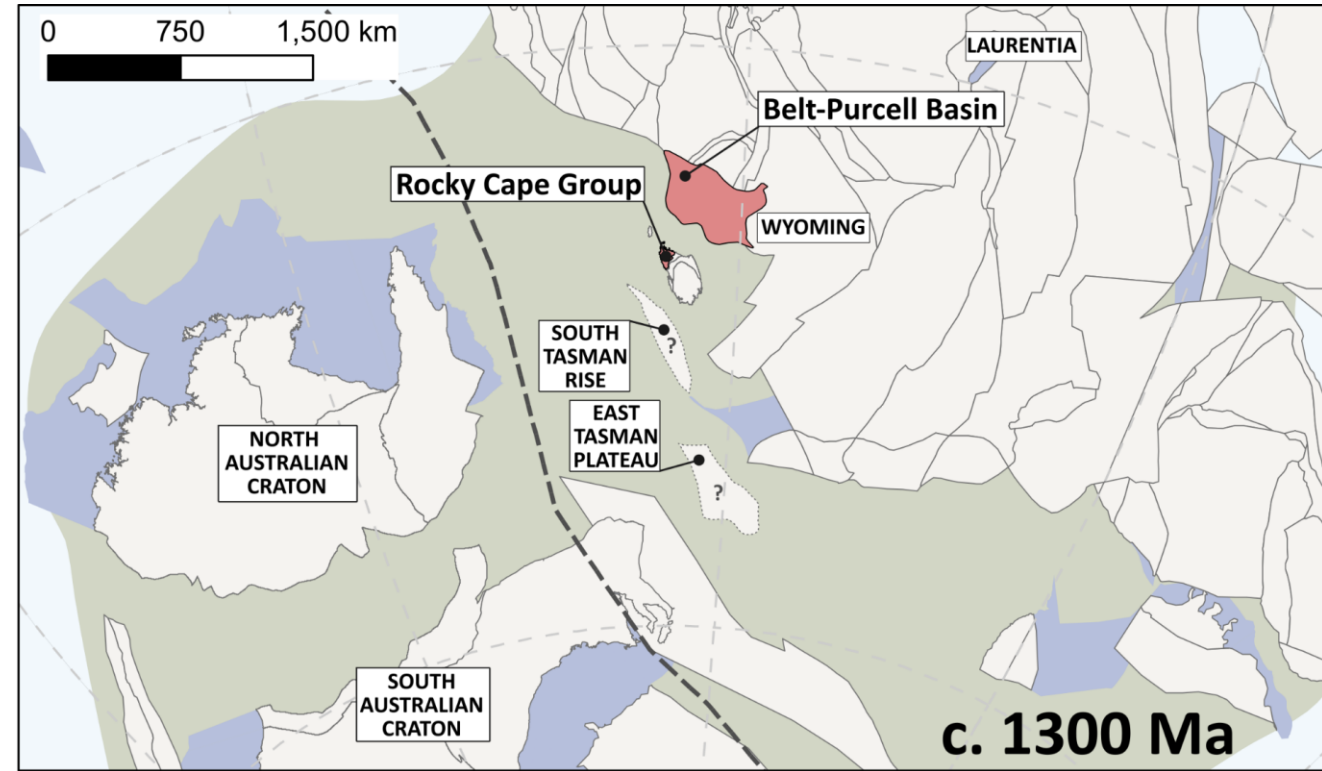 0 750 1,500 km
LAURENTIA
Belt-Purcell Basin
Rocky Cape Group
WYOMING
SOUTH
TASMAN
RISE
?
EAST
TASMAN
PLATEAU
?
NORTH
AUSTRALIAN
CRATON
SOUTH
AUSTRALIAN
CRATON
c. 1300 Ma